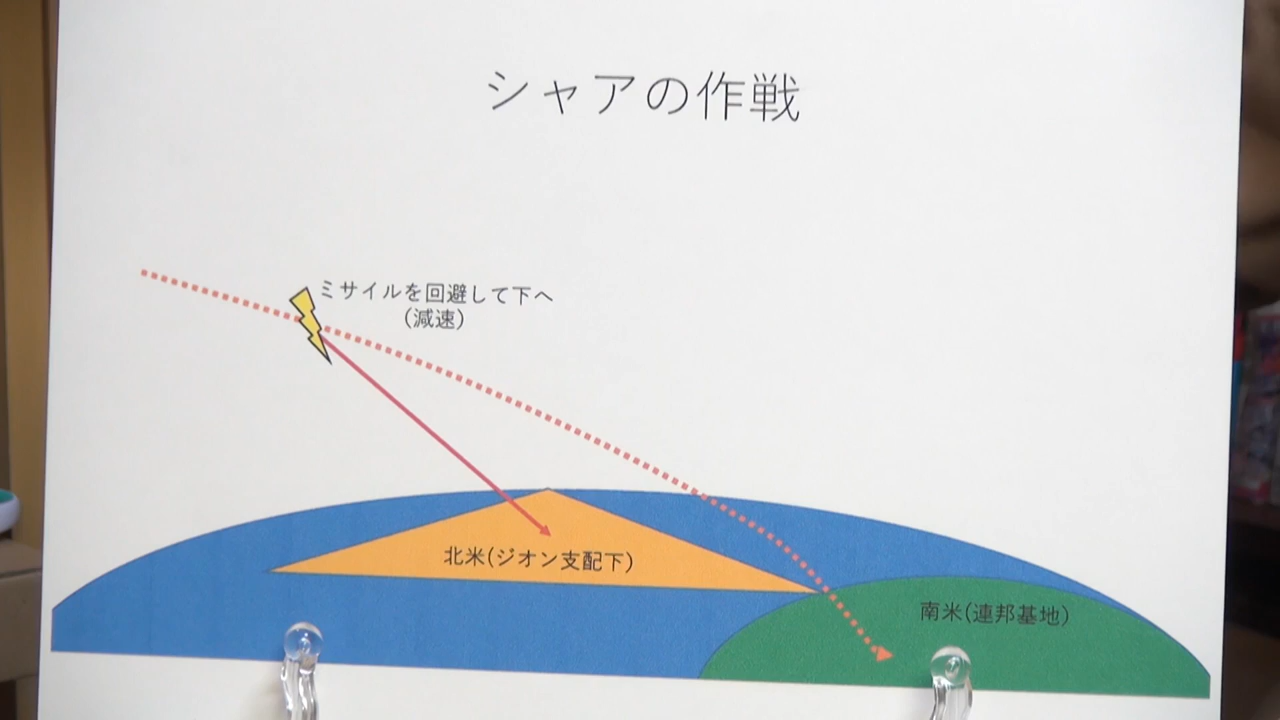 シャアの作戦
ミサイルを回避して下へ
(減速)
北米(ジオン支配下)
南米(連邦基地)